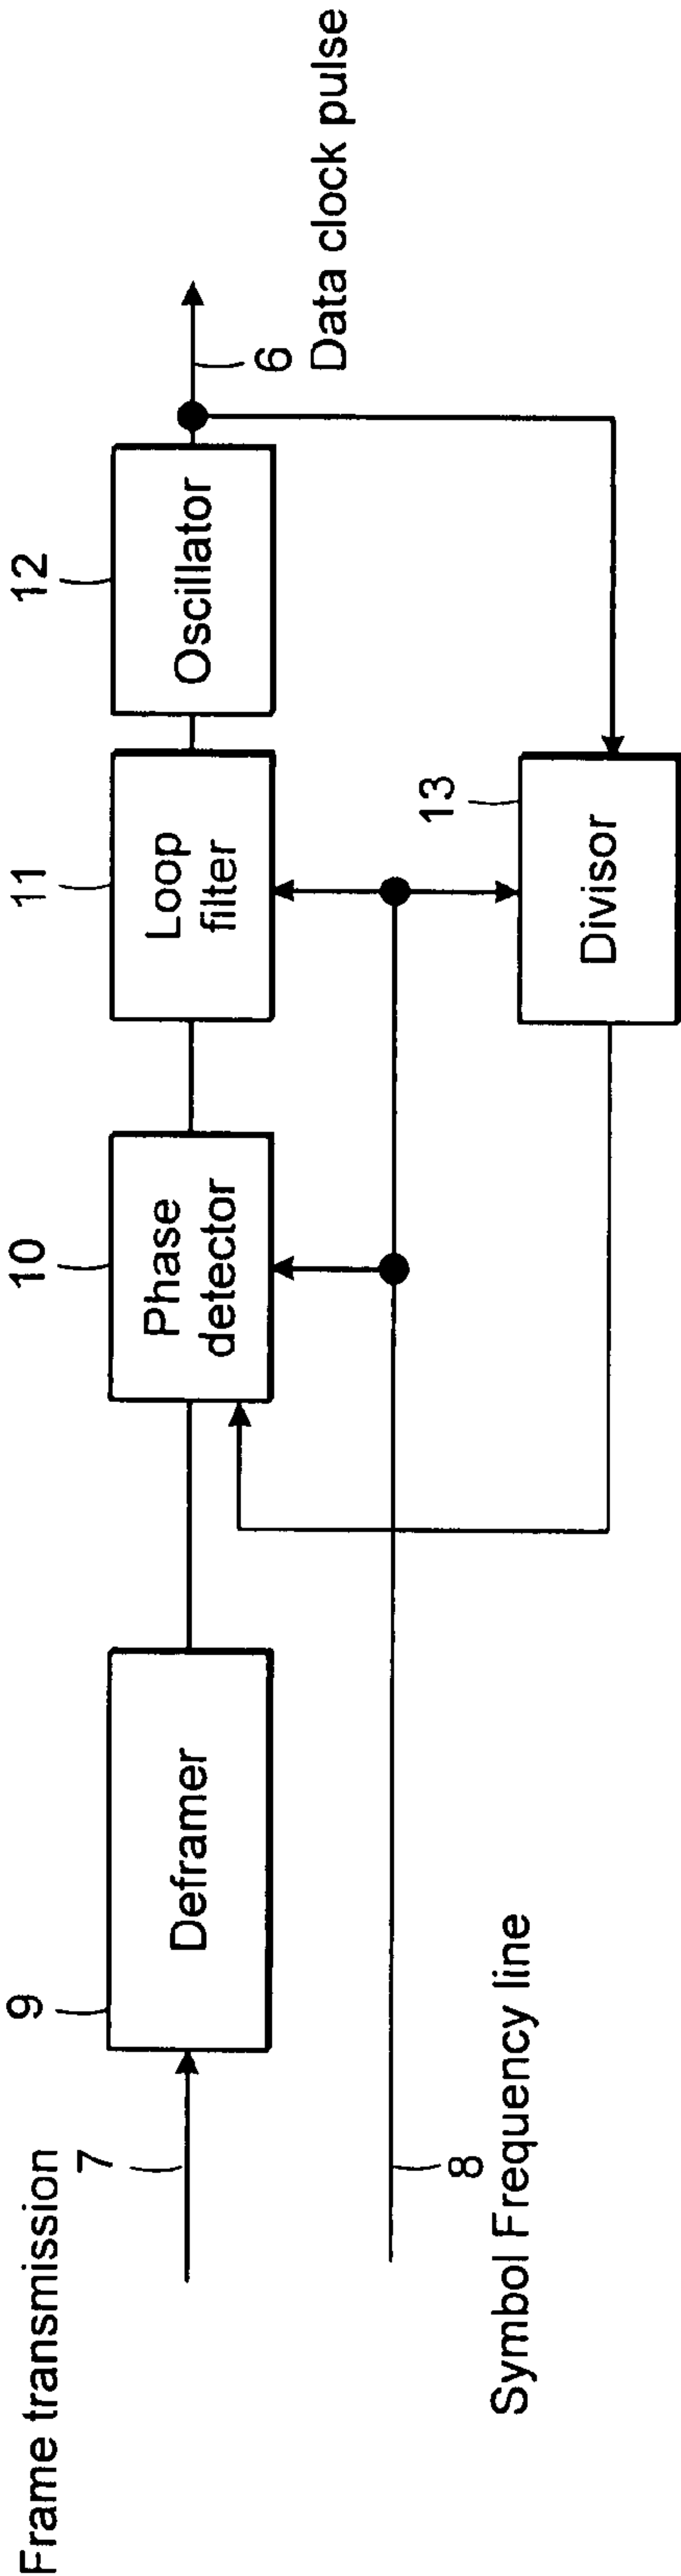 Frame transmission
7
9
Deframer
10
Phase
detector
11
Loop
filter
12
Oscillator
6
Data clock pulse
8
Symbol Frequency line
13
Divisor